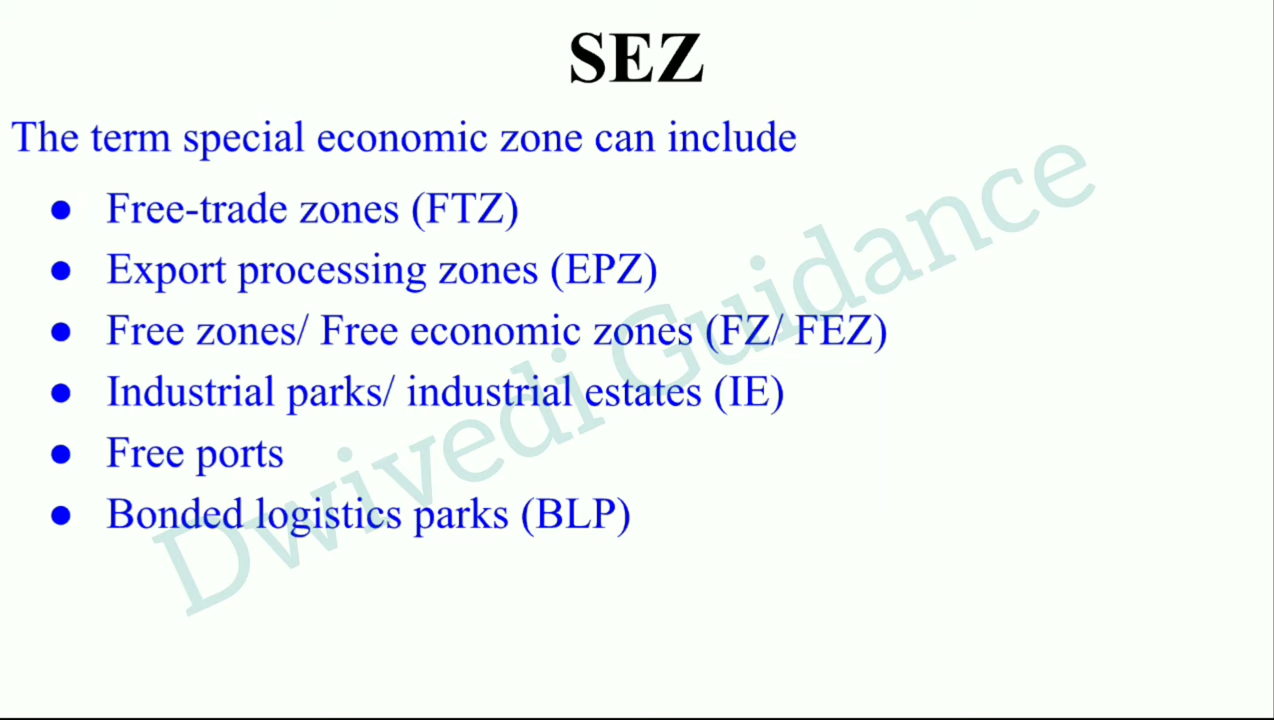 SEZ
The term special economic zone can include
● Free-trade zones (FTZ)
● Export processing zones (EPZ)
● Free zones/ Free economic zones (FZ/ FEZ)
● Industrial parks/ industrial estates (IE)
● Free ports
● Bonded logistics parks (BLP)
Dwivedi Guidance